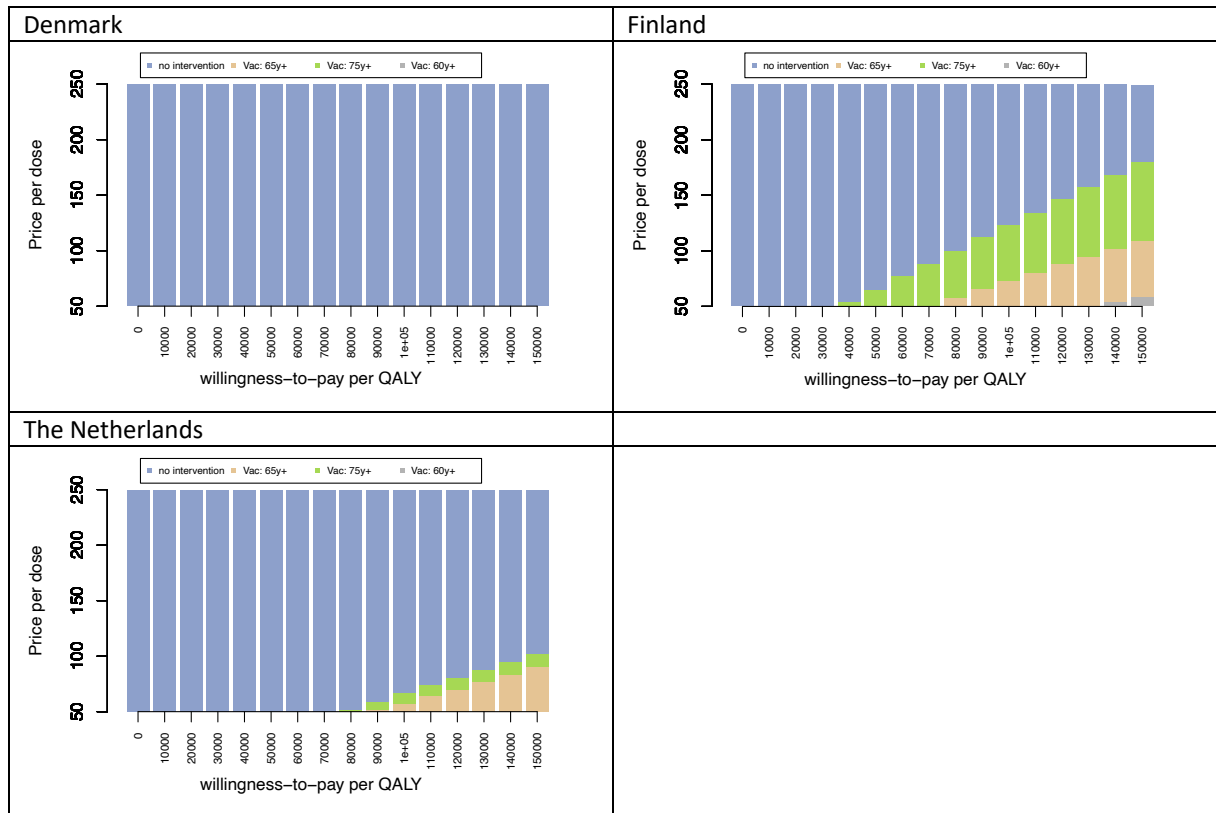 Denmark
no intervention Vac: 65y+ Vac: 75y+ Vac: 60y+
Price per dose
250
200
150
100
50
0 10000 20000 30000 40000 50000 60000 70000 80000 90000 1e+05 110000 120000 130000 140000 150000
willingness-to-pay per QALY
Finland
no intervention Vac: 65y+ Vac: 75y+ Vac: 60y+
Price per dose
250
200
150
100
50
0 10000 20000 30000 40000 50000 60000 70000 80000 90000 1e+05 110000 120000 130000 140000 150000
willingness-to-pay per QALY
The Netherlands
no intervention Vac: 65y+ Vac: 75y+ Vac: 60y+
Price per dose
250
200
150
100
50
0 10000 20000 30000 40000 50000 60000 70000 80000 90000 1e+05 110000 120000 130000 140000 150000
willingness-to-pay per QALY